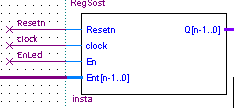 RegSost
Resetn
Resetn Q[n-1..0]
clock
clock
EnLed
En
Ent[n-1..0]
insta